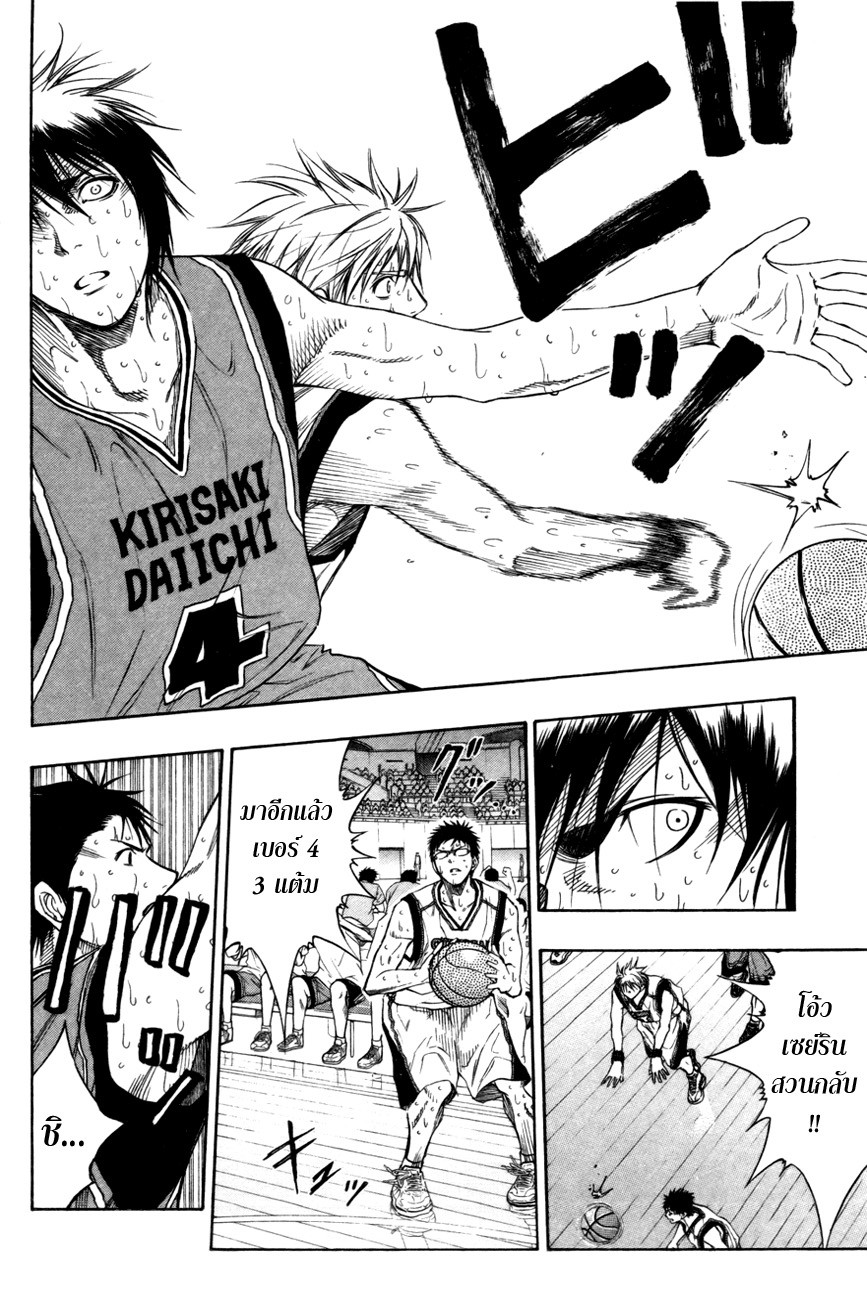 ビビッ
KIRISAKI
DAIICHI
4
โอ้ว
เซย์ริน
สวนกลับ
!!
グッ
มาอีกแล้ว
เบอร์ 4
3 แต้ม
キュッ
ชิ...